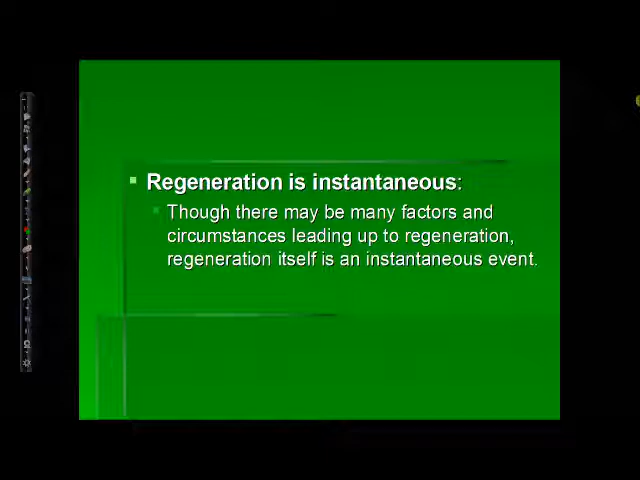 Regeneration is instantaneous:
Though there may be many factors and
circumstances leading up to regeneration,
regeneration itself is an instantaneous event.